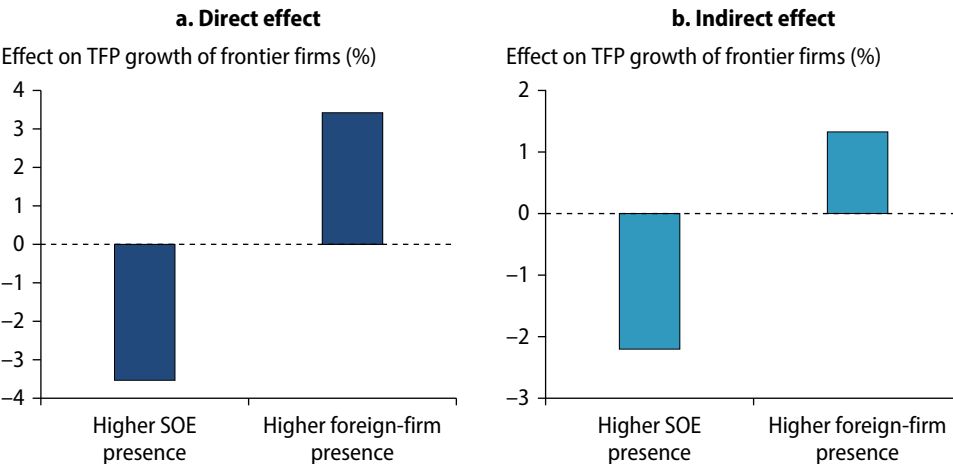 a. Direct effect
Effect on TFP growth of frontier firms (%)
4
3
2
1
0
–1
–2
–3
–4
Higher SOE
presence
Higher foreign-firm
presence
b. Indirect effect
Effect on TFP growth of frontier firms (%)
2
1
0
–1
–2
–3
Higher SOE
presence
Higher foreign-firm
presence